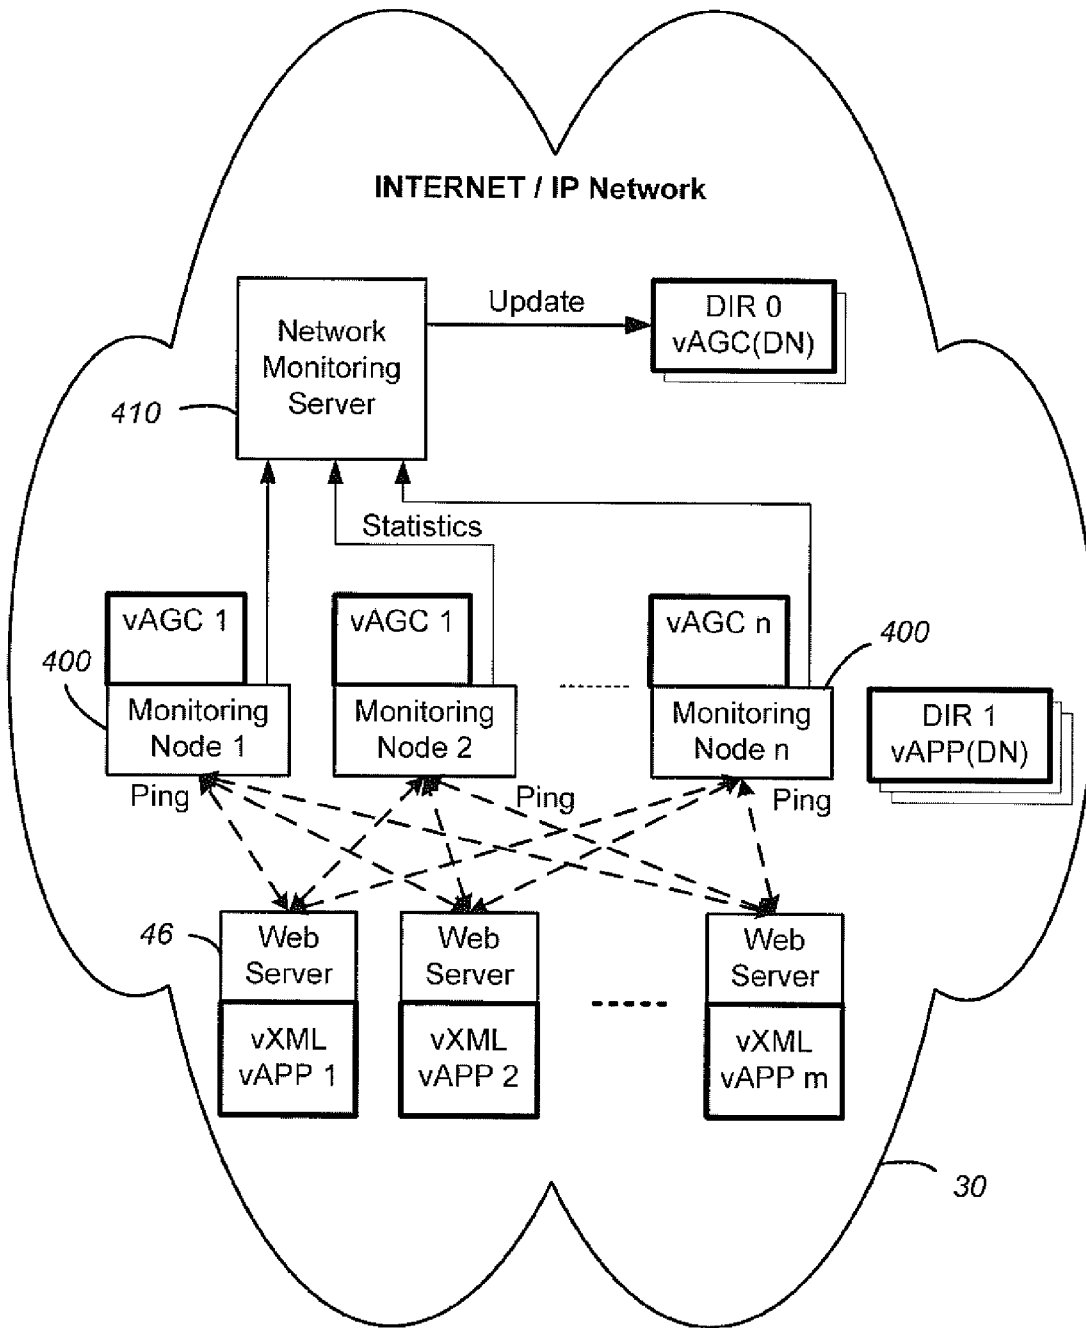 INTERNET / IP Network
Update
DIR 0
vAGC(DN)
Network
Monitoring
Server
410
Statistics
vAGC 1
vAGC 1
vAGC n
400
400
Monitoring
Node 1
Monitoring
Node 2
Monitoring
Node n
DIR 1
vAPP(DN)
Ping
Ping
Ping
46
Web
Server
Web
Server
Web
Server
vXML
vAPP 1
vXML
vAPP 2
vXML
vAPP m
30